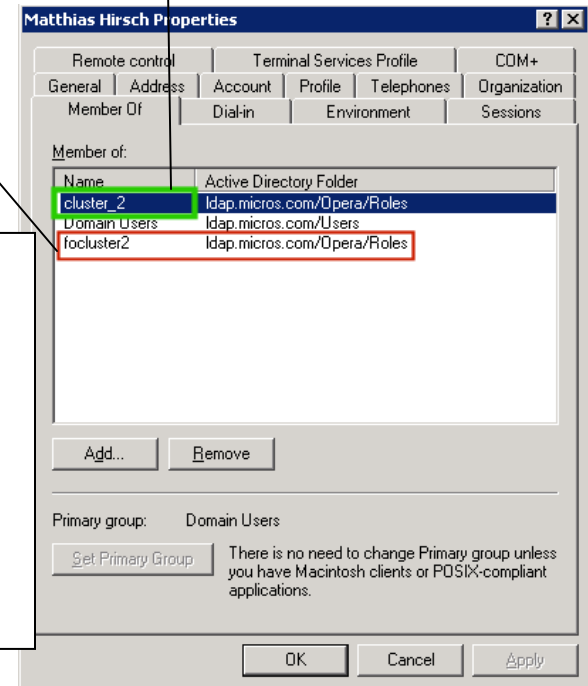 Matthias Hirsch Properties
Remote control Terminal Services Profile COM+
General Address Account Profile Telephones Organization
Member Of Dial-in Environment Sessions
Member of:
Name Active Directory Folder
cluster_2 ldap.micros.com/Opera/Roles
Domain Users ldap.micros.com/Users
focluster2 ldap.micros.com/Opera/Roles
Add... Remove
Primary group: Domain Users
Set Primary Group
There is no need to change Primary group unless
you have Macintosh clients or POSIX-compliant
applications.
OK Cancel Apply